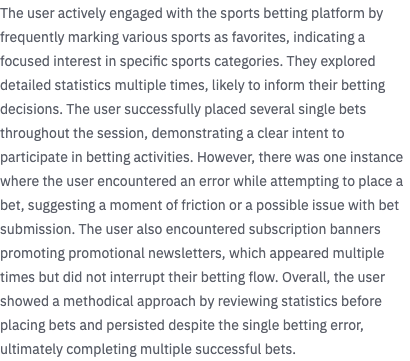 The user actively engaged with the sports betting platform by
frequently marking various sports as favorites, indicating a
focused interest in specific sports categories. They explored
detailed statistics multiple times, likely to inform their betting
decisions. The user successfully placed several single bets
throughout the session, demonstrating a clear intent to
participate in betting activities. However, there was one instance
where the user encountered an error while attempting to place a
bet, suggesting a moment of friction or a possible issue with bet
submission. The user also encountered subscription banners
promoting promotional newsletters, which appeared multiple
times but did not interrupt their betting flow. Overall, the user
showed a methodical approach by reviewing statistics before
placing bets and persisted despite the single betting error,
ultimately completing multiple successful bets.